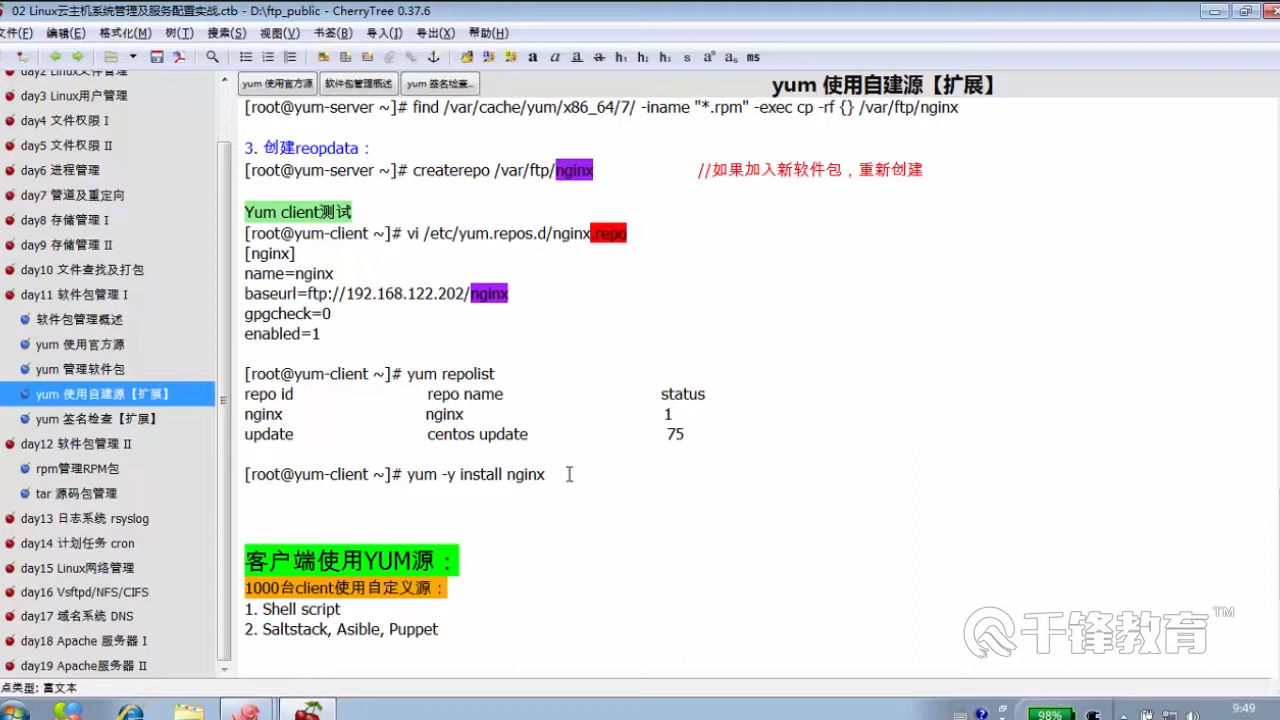 02 Linux云主机系统管理及服务配置实战.ctb - D:\ftp_public - CherryTree 0.37.6
文件(F) 编辑(E) 格式化(M) 树(T) 搜索(S) 视图(V) 书签(B) 导入(I) 导出(X) 帮助(H)
a a a a h₁ h₂ h₃ s aˢ aₛ ms
day2 Linux文件管理
day3 Linux用户管理
day4 文件权限 I
day5 文件权限 II
day6 进程管理
day7 管道及重定向
day8 存储管理 I
day9 存储管理 II
day10 文件查找及打包
day11 软件包管理 I
软件包管理概述
yum 使用官方源
yum 管理软件包
yum 使用自建源【扩展】
yum 签名检查【扩展】
day12 软件包管理 II
rpm管理RPM包
tar 源码包管理
day13 日志系统 rsyslog
day14 计划任务 cron
day15 Linux网络管理
day16 Vsftpd/NFS/CIFS
day17 域名系统 DNS
day18 Apache 服务器 I
day19 Apache服务器 II
yum 使用官方源 软件包管理概述 yum 签名检查...
yum 使用自建源【扩展】
[root@yum-server ~]# find /var/cache/yum/x86_64/7/ -iname "*.rpm" -exec cp -rf {} /var/ftp/nginx
3. 创建reopdata：
[root@yum-server ~]# createrepo /var/ftp/nginx //如果加入新软件包，重新创建
Yum client测试
[root@yum-client ~]# vi /etc/yum.repos.d/nginx.repo
[nginx]
name=nginx
baseurl=ftp://192.168.122.202/nginx
gpgcheck=0
enabled=1
[root@yum-client ~]# yum repolist
repo id repo name status
nginx nginx 1
update centos update 75
[root@yum-client ~]# yum -y install nginx
客户端使用YUM源：
1000台client使用自定义源：
1. Shell script
2. Saltstack, Asible, Puppet
千锋教育™
点类型: 富文本
98%
9:49